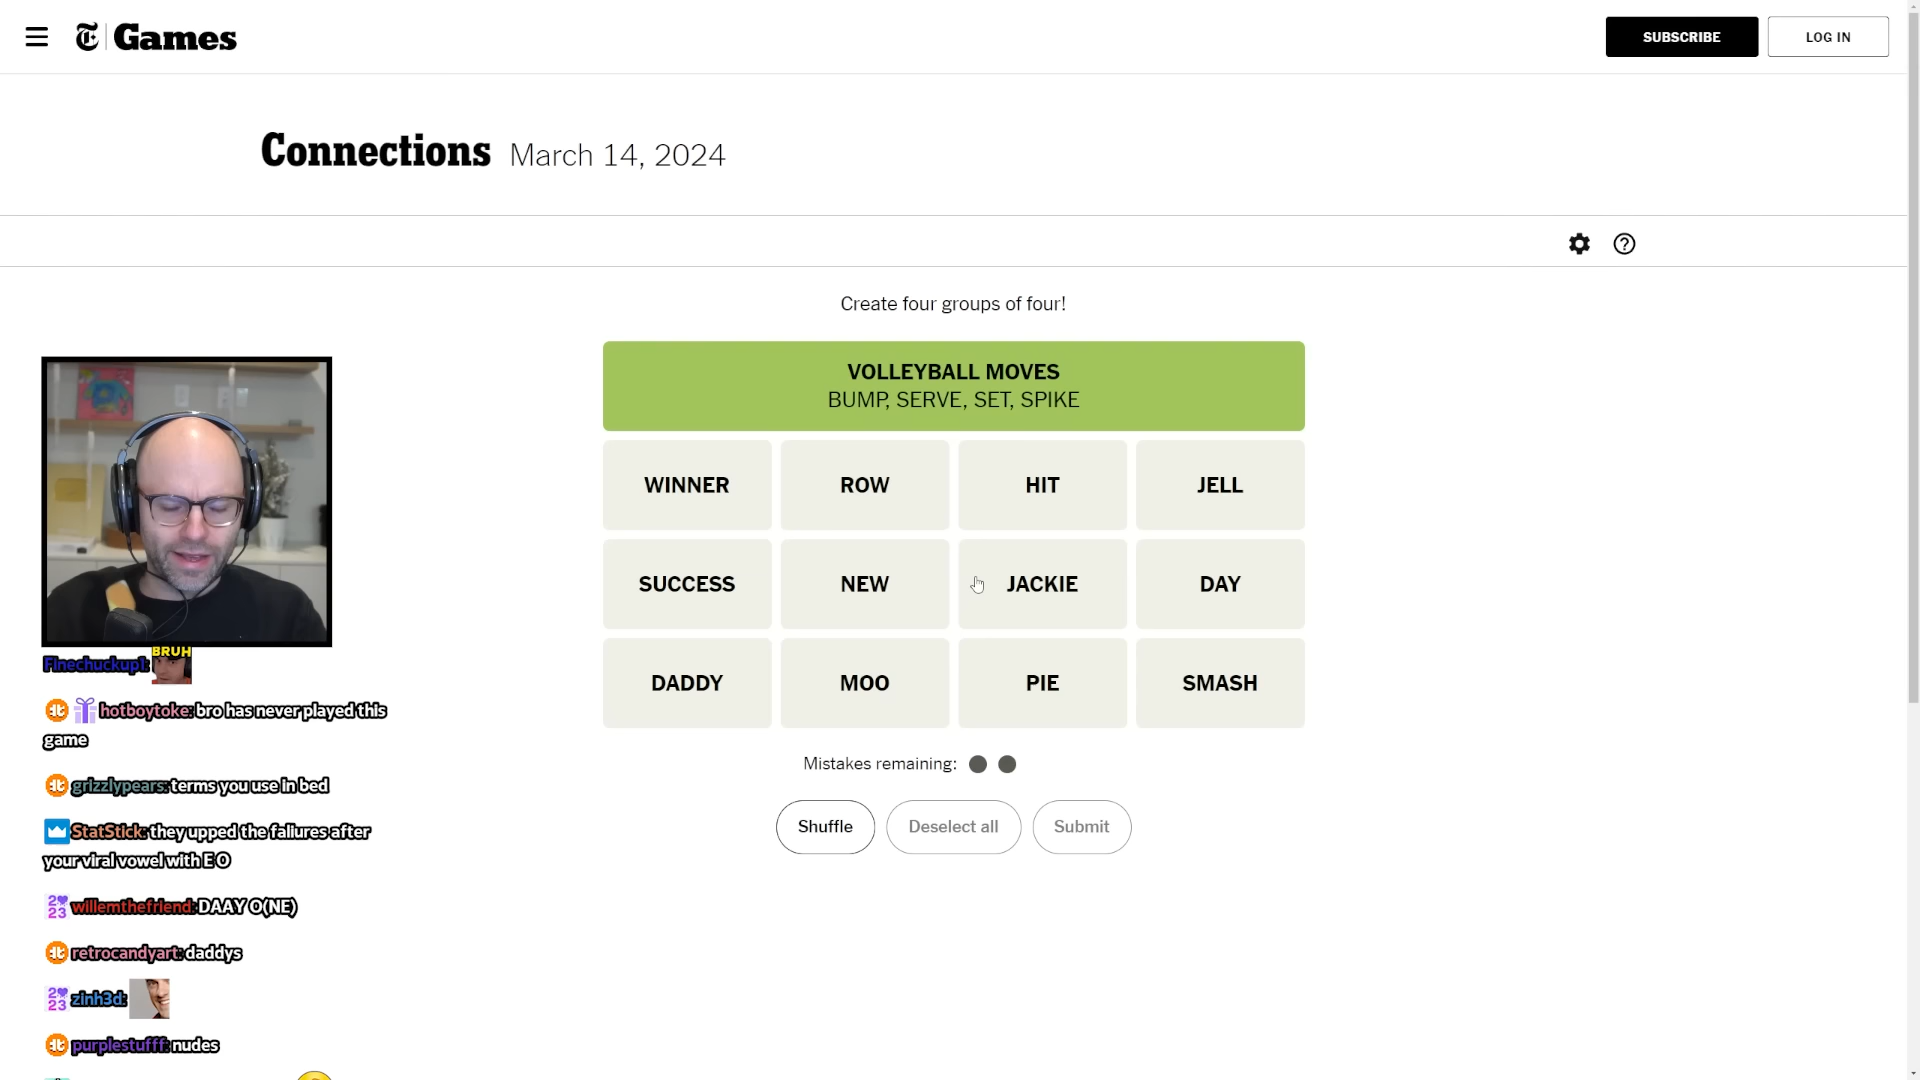 Games
SUBSCRIBE
LOG IN
Connections March 14, 2024
Create four groups of four!
VOLLEYBALL MOVES
BUMP, SERVE, SET, SPIKE
WINNER ROW HIT JELL
SUCCESS NEW JACKIE DAY
DADDY MOO PIE SMASH
Mistakes remaining:
Shuffle Deselect all Submit
BRUH
Finechuckup1:
hotboytoke: bro has never played this
game
grizzlypears: terms you use in bed
StatStick: they upped the faliures after
your viral vowel with E O
willemthefriend: DAAY O(NE)
retrocandyart: daddys
zinh3d:
purplestufff: nudes